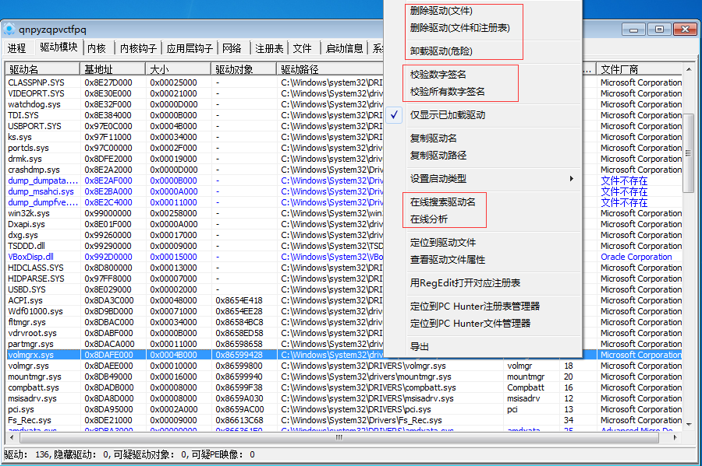 qnpyzqpvctfpq
进程 驱动模块 内核 内核钩子 应用层钩子 网络 注册表 文件 启动信息
驱动名 基地址 大小 驱动对象 驱动路径 ... 文件厂商
CLASSPNP.SYS 0x8E27D000 0x00025000 - C:\Windows\system32\DRI Microsoft Corporation
VIDEOPRT.SYS 0x8E30E000 0x00021000 - C:\Windows\System32\driv Microsoft Corporation
watchdog.sys 0x8E32F000 0x0000D000 - C:\Windows\System32\driv Microsoft Corporation
TDI.SYS 0x8E384000 0x0000B000 - C:\Windows\system32\DRI Microsoft Corporation
USBPORT.SYS 0x97E0C000 0x0004B000 - C:\Windows\system32\DRI Microsoft Corporation
ks.sys 0x97F11000 0x00034000 - C:\Windows\system32\DRI Microsoft Corporation
portcls.sys 0x97C00000 0x0002F000 - C:\Windows\system32\driv Microsoft Corporation
drmk.sys 0x8DFE2000 0x00019000 - C:\Windows\system32\driv Microsoft Corporation
crashdmp.sys 0x8E2A2000 0x0000D000 - C:\Windows\System32\Dri Microsoft Corporation
dump_dumpata.... 0x8E2AF000 0x0000B000 - C:\Windows\System32\Dri 文件不存在
dump_msahci.sys 0x8E2BA000 0x0000A000 - C:\Windows\System32\Dri 文件不存在
dump_dumpfve.... 0x8E2C4000 0x00011000 - C:\Windows\System32\Dri 文件不存在
win32k.sys 0x99000000 0x00258000 - C:\Windows\System32\win Microsoft Corporation
Dxapi.sys 0x8E01F000 0x0000A000 - C:\Windows\System32\driv Microsoft Corporation
dxg.sys 0x99260000 0x00017000 - C:\Windows\System32\driv Microsoft Corporation
TSDDD.dll 0x99290000 0x00009000 - C:\Windows\System32\TSD Microsoft Corporation
VBoxDisp.dll 0x992D0000 0x00015000 - C:\Windows\System32\VBo Oracle Corporation
HIDCLASS.SYS 0x8D800000 0x00013000 - C:\Windows\system32\DRI Microsoft Corporation
HIDPARSE.SYS 0x97FF8000 0x00007000 - C:\Windows\system32\DRI Microsoft Corporation
USBD.SYS 0x8E029000 0x00002000 - C:\Windows\system32\DRI Microsoft Corporation
ACPI.sys 0x8DA3C000 0x00048000 0x8654E418 C:\Windows\system32\DRI Microsoft Corporation
Wdf01000.sys 0x8D9BD000 0x00071000 0x8654EE28 C:\Windows\system32\driv Microsoft Corporation
fltmgr.sys 0x8DBAC000 0x00034000 0x86584BC8 C:\Windows\system32\driv Microsoft Corporation
vdrvroot.sys 0x8DABF000 0x0000B000 0x8658ED58 C:\Windows\system32\DRI Microsoft Corporation
partmgr.sys 0x8DACA000 0x00011000 0x86598658 C:\Windows\System32\driv Microsoft Corporation
volmgrx.sys 0x8DAFE000 0x0004B000 0x86599428 C:\Windows\System32\driv Microsoft Corporation
volmgr.sys 0x8DAEE000 0x00010000 0x86599800 C:\Windows\system32\DRIVERS\volmgr.sys volmgr 18 Microsoft Corporation
mountmgr.sys 0x8DB49000 0x00016000 0x86599940 C:\Windows\System32\drivers\mountmgr.sys mountmgr 20 Microsoft Corporation
compbatt.sys 0x8DADB000 0x00008000 0x86599F38 C:\Windows\system32\DRIVERS\compbatt.sys Compbatt 13 Microsoft Corporation
msisadrv.sys 0x8DA8D000 0x00008000 0x8659A030 C:\Windows\system32\DRIVERS\msisadrv.sys msisadrv 12 Microsoft Corporation
pci.sys 0x8DA95000 0x0002A000 0x8659AC09 C:\Windows\system32\DRIVERS\pci.sys pci 13 Microsoft Corporation
Fs_Rec.sys 0x8DE21000 0x00009000 0x86613C68 C:\Windows\System32\Drivers\Fs_Rec.sys 34 Microsoft Corporation
删除驱动(文件)
删除驱动(文件和注册表)
卸载驱动(危险)
校验数字签名
校验所有数字签名
仅显示已加载驱动
复制驱动名
复制驱动路径
设置启动类型
在线搜索驱动名
在线分析
定位到驱动文件
查看驱动文件属性
用RegEdit打开对应注册表
定位到PC Hunter注册表管理器
定位到PC Hunter文件管理器
导出
驱动: 136,隐藏驱动: 0,可疑驱动对象: 0,可疑PE映像: 0